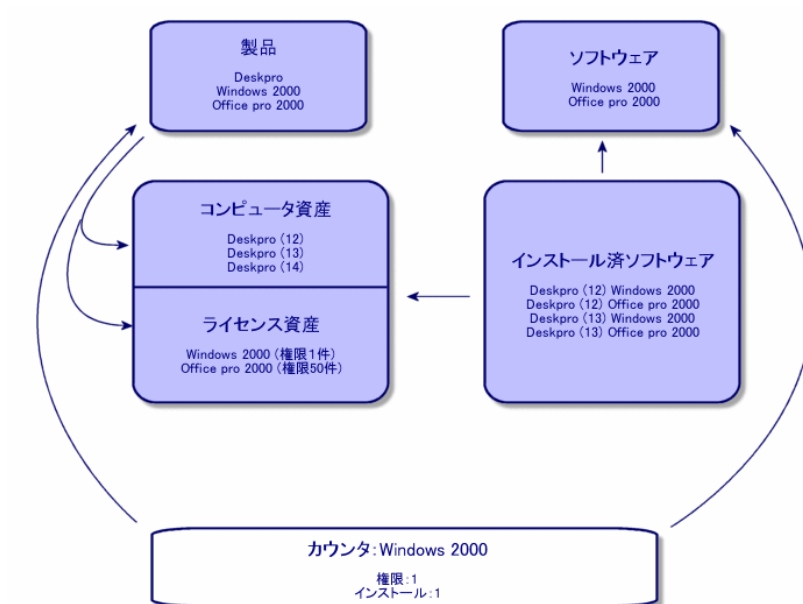 製品
Deskpro
Windows 2000
Office pro 2000
ソフトウェア
Windows 2000
Office pro 2000
コンピュータ資産
Deskpro (12)
Deskpro (13)
Deskpro (14)
ライセンス資産
Windows 2000 (権限1件)
Office pro 2000 (権限50件)
インストール済ソフトウェア
Deskpro (12) Windows 2000
Deskpro (12) Office pro 2000
Deskpro (13) Windows 2000
Deskpro (13) Office pro 2000
カウンタ:Windows 2000
権限:1
インストール:1